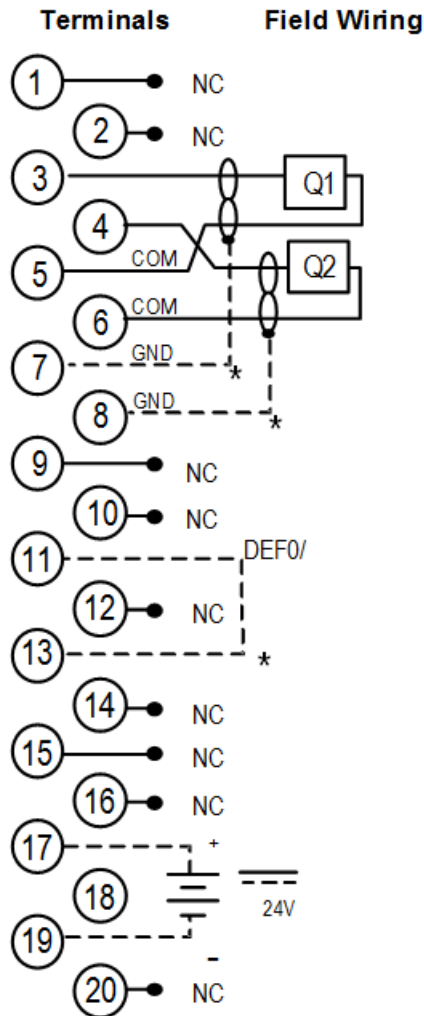 Terminals Field Wiring
1 NC
2 NC
3 Q1
4
5 COM Q2
6 COM
7 GND *
8 GND *
9 NC
10 NC
11 DEF0/
12 NC
13 *
14 NC
15 NC
16 NC
17 +
18 24V
19 -
20 NC